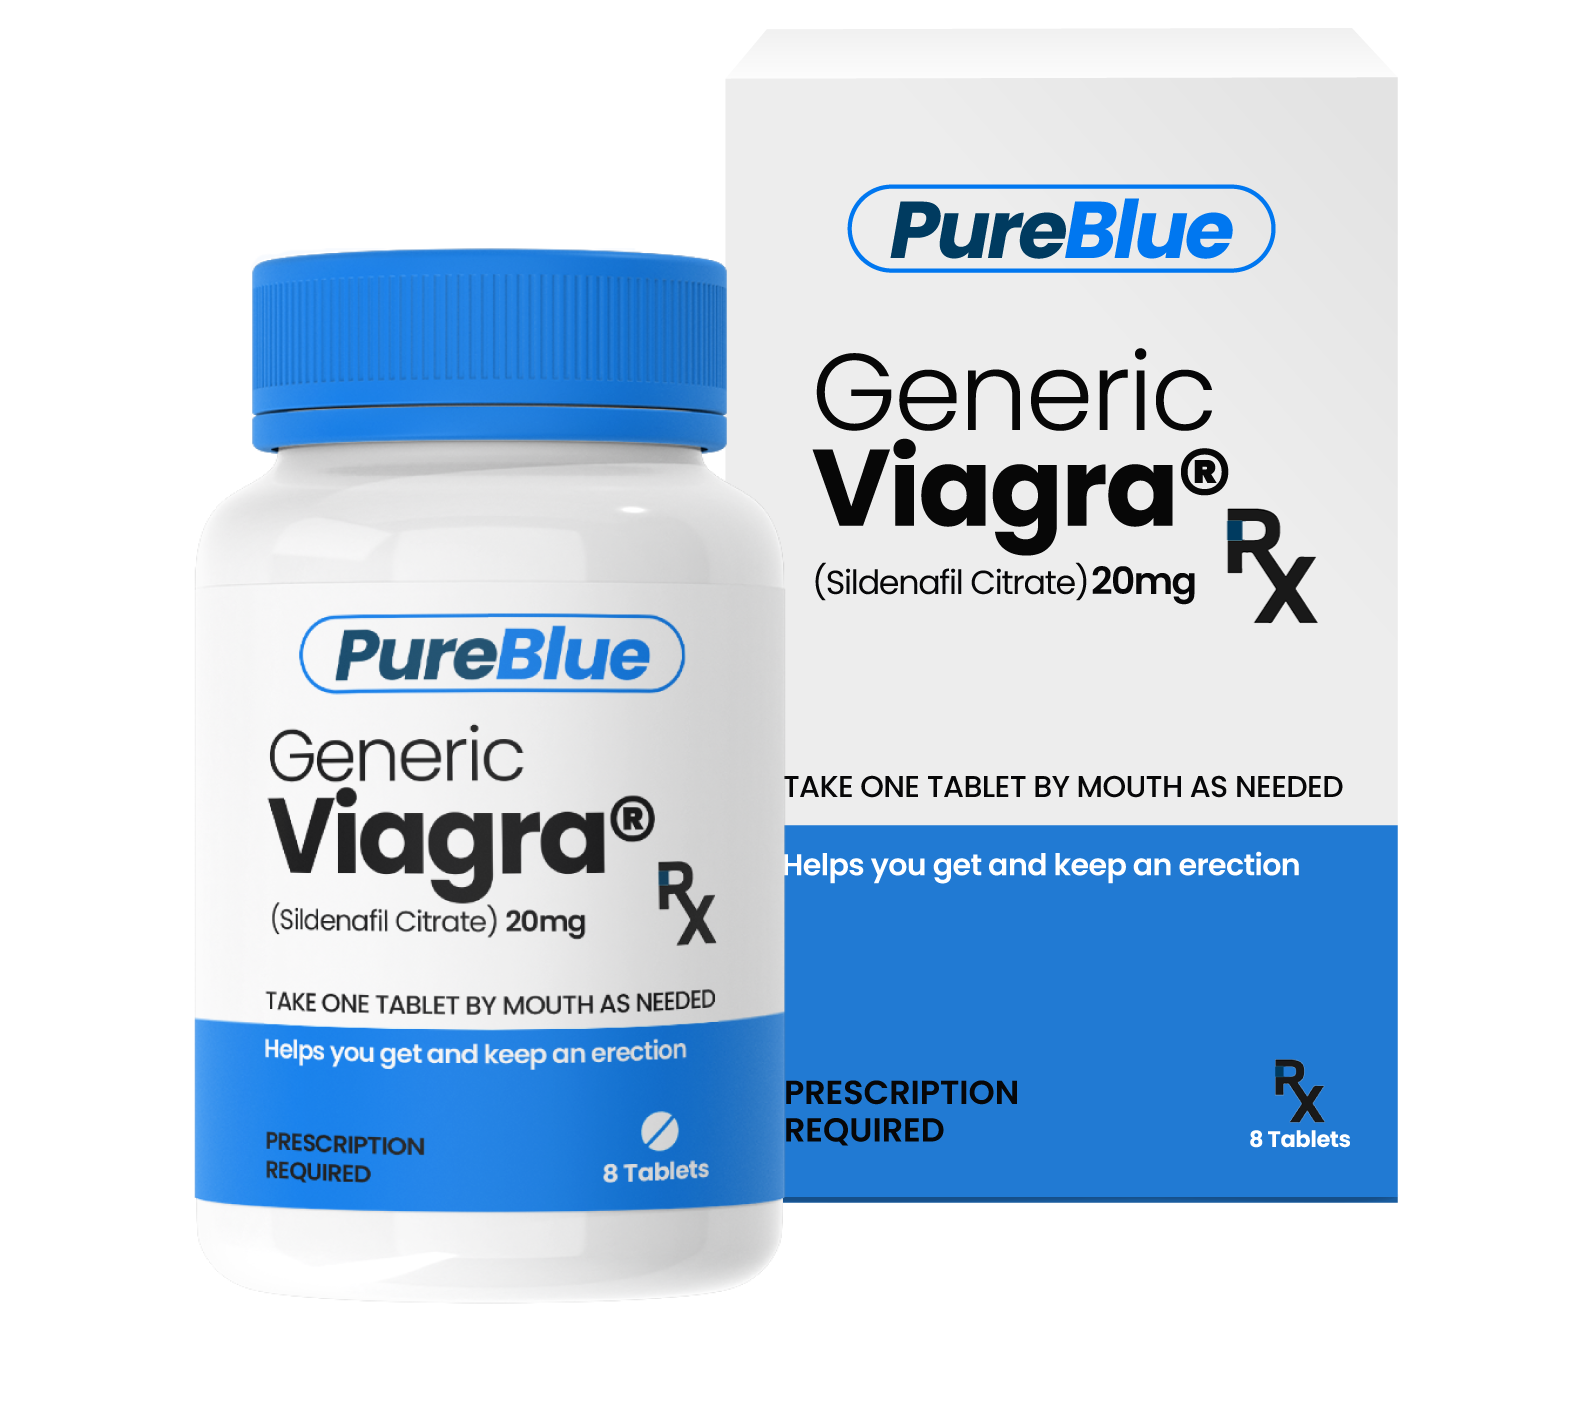 PureBlue
Generic
Viagra®
(Sildenafil Citrate) 20mg
Rx
TAKE ONE TABLET BY MOUTH AS NEEDED
Helps you get and keep an erection
PRESCRIPTION
REQUIRED
8 Tablets
PureBlue
Generic
Viagra®
(Sildenafil Citrate) 20mg
Rx
TAKE ONE TABLET BY MOUTH AS NEEDED
Helps you get and keep an erection
PRESCRIPTION
REQUIRED
Rx
8 Tablets